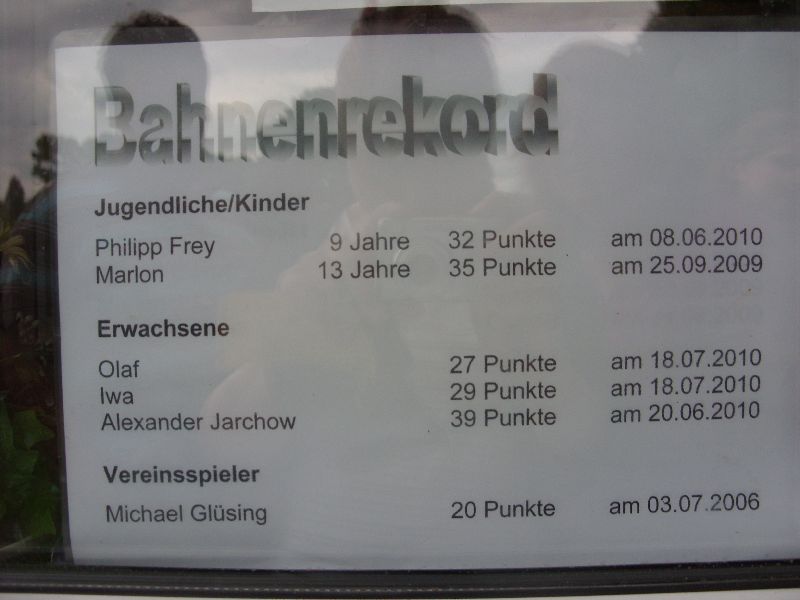 Bahnenrekord
Jugendliche/Kinder
Philipp Frey 9 Jahre 32 Punkte am 08.06.2010
Marlon 13 Jahre 35 Punkte am 25.09.2009
Erwachsene
Olaf 27 Punkte am 18.07.2010
Iwa 29 Punkte am 18.07.2010
Alexander Jarchow 39 Punkte am 20.06.2010
Vereinsspieler
Michael Glüsing 20 Punkte am 03.07.2006